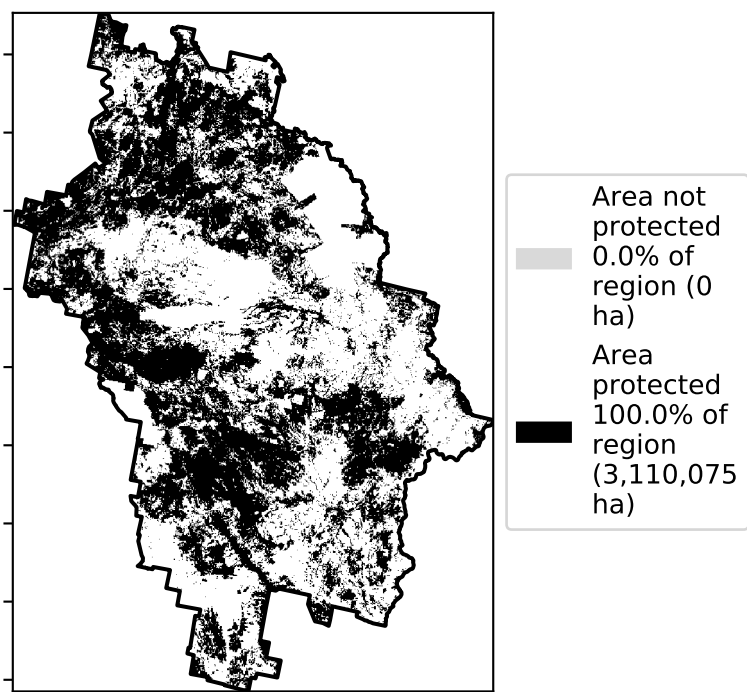 Area not
protected
0.0% of
region (0
ha)
Area
protected
100.0% of
region
(3,110,075
ha)